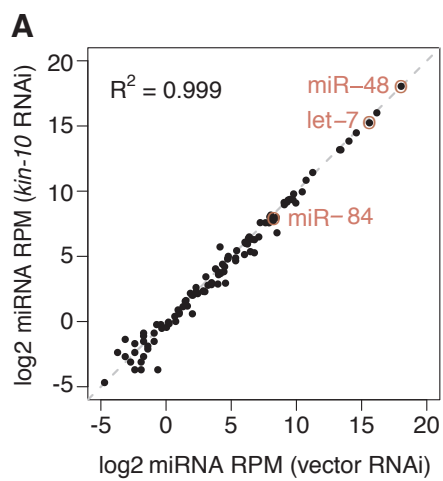 A
R² = 0.999
miR–48
let–7
miR–84
20
15
10
5
0
-5
-5 0 5 10 15 20
log2 miRNA RPM (kin-10 RNAi)
log2 miRNA RPM (vector RNAi)